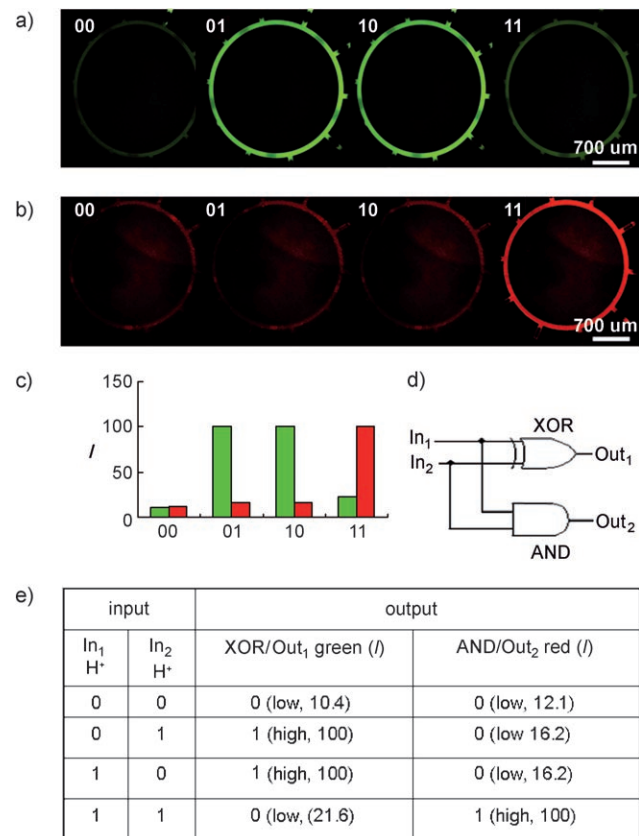 a)
00 01 10 11
700 um
b)
00 01 10 11
700 um
c)
I
150
100
50
0
00 01 10 11
d)
XOR
In1
In2
Out1
Out2
AND
e)
input output
In1 H+ In2 H+ XOR/Out1 green (I) AND/Out2 red (I)
0 0 0 (low, 10.4) 0 (low, 12.1)
0 1 1 (high, 100) 0 (low 16.2)
1 0 1 (high, 100) 0 (low, 16.2)
1 1 0 (low, (21.6) 1 (high, 100)